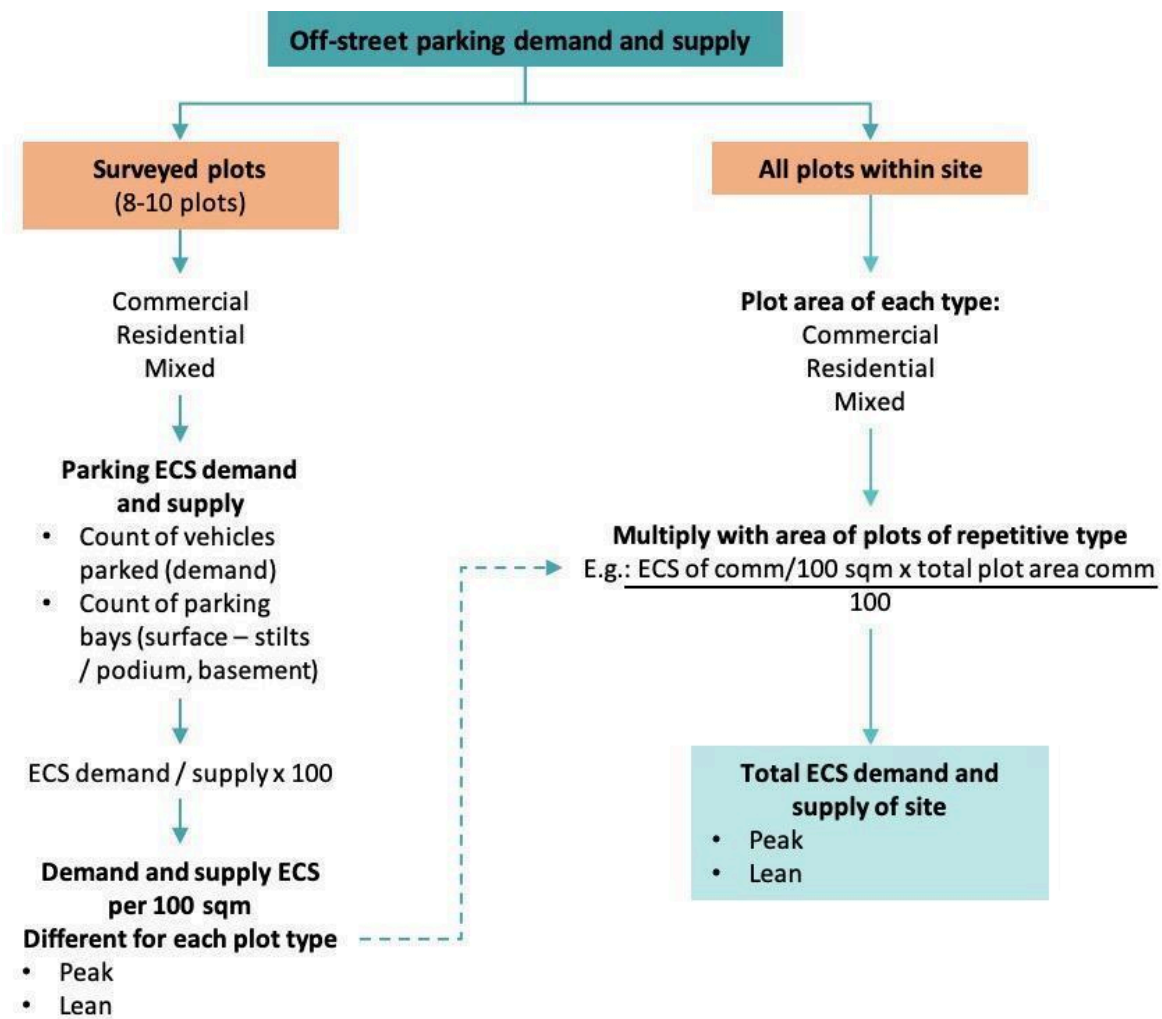 Off-street parking demand and supply
Surveyed plots
(8-10 plots)
Commercial
Residential
Mixed
Parking ECS demand
and supply
• Count of vehicles
parked (demand)
• Count of parking
bays (surface – stilts
/ podium, basement)
ECS demand / supply x 100
Demand and supply ECS
per 100 sqm
Different for each plot type
• Peak
• Lean
All plots within site
Plot area of each type:
Commercial
Residential
Mixed
Multiply with area of plots of repetitive type
E.g.: ECS of comm/100 sqm x total plot area comm
100
Total ECS demand and
supply of site
• Peak
• Lean